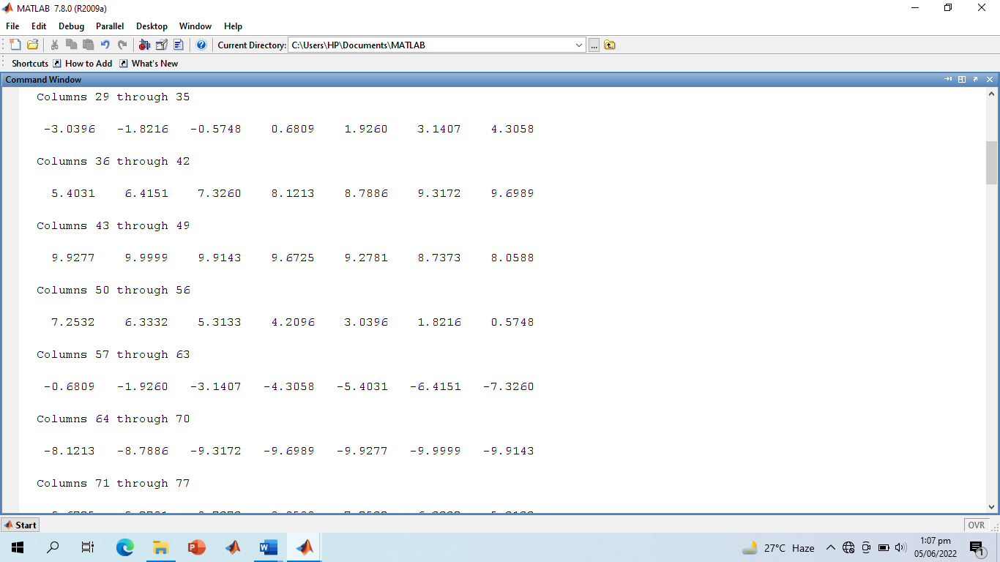 MATLAB 7.8.0 (R2009a)
File Edit Debug Parallel Desktop Window Help
Current Directory: C:\Users\HP\Documents\MATLAB ...
Shortcuts How to Add What's New
Command Window
Columns 29 through 35
-3.0396 -1.8216 -0.5748 0.6809 1.9260 3.1407 4.3058
Columns 36 through 42
5.4031 6.4151 7.3260 8.1213 8.7886 9.3172 9.6989
Columns 43 through 49
9.9277 9.9999 9.9143 9.6725 9.2781 8.7373 8.0588
Columns 50 through 56
7.2532 6.3332 5.3133 4.2096 3.0396 1.8216 0.5748
Columns 57 through 63
-0.6809 -1.9260 -3.1407 -4.3058 -5.4031 -6.4151 -7.3260
Columns 64 through 70
-8.1213 -8.7886 -9.3172 -9.6989 -9.9277 -9.9999 -9.9143
Columns 71 through 77
Start OVR
27°C Haze 1:07 pm
05/06/2022 1